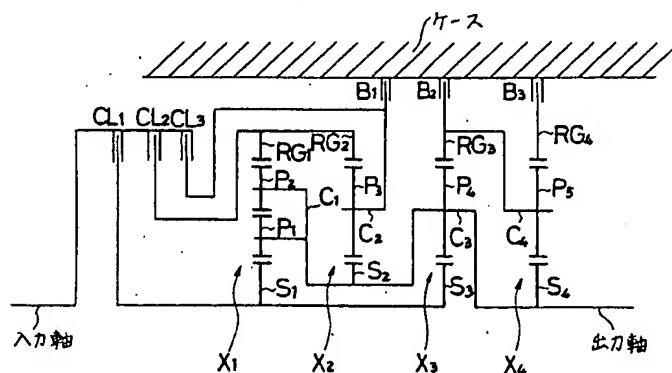 ケース
B1 B2 B3
CL1 CL2 CL3
RG1 RG2 RG3 RG4
P2 P3 P4 P5
C1
P1 C2 C3 C4
S2
S1 S3 S4
入力軸 出力軸
X1 X2 X3 X4